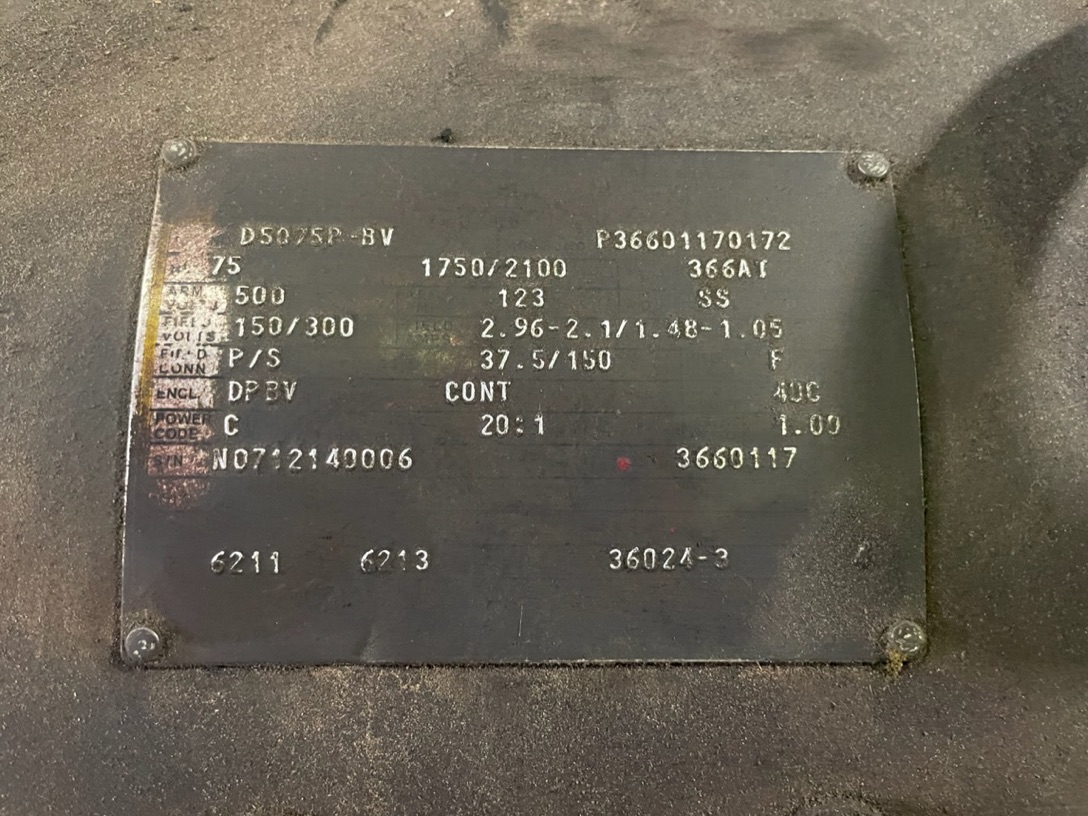 D5075P-BV P36601170172
HP 75 1750/2100 366AT
ARM 500 123 SS
FIELD VOLTS 150/300 FIELD 2.96-2.1/1.48-1.05
FIELD CONN P/S 37.5/150 F
ENCL DPBV CONT 40C
POWER CODE C 1.00
S/N N0712140006 3660117
6211 6213 36024-3